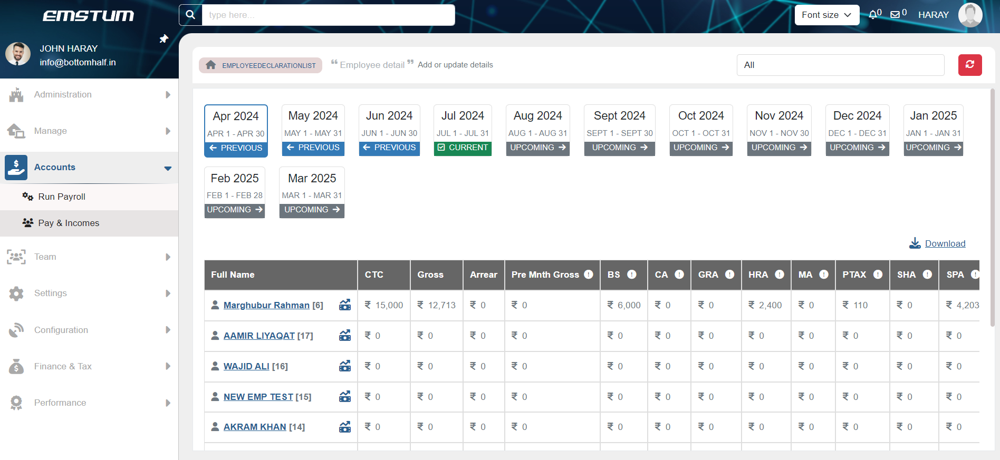 EMSTUM
type here...
Font size
0
0
HARAY
JOHN HARAY
info@bottomhalf.in
Administration
Manage
Accounts
Run Payroll
Pay & Incomes
Team
Settings
Configuration
Finance & Tax
Performance
EMPLOYEEDECLARATIONLIST
“ Employee detail ” Add or update details
All
Apr 2024
APR 1 - APR 30
PREVIOUS
May 2024
MAY 1 - MAY 31
PREVIOUS
Jun 2024
JUN 1 - JUN 30
PREVIOUS
Jul 2024
JUL 1 - JUL 31
CURRENT
Aug 2024
AUG 1 - AUG 31
UPCOMING
Sept 2024
SEPT 1 - SEPT 30
UPCOMING
Oct 2024
OCT 1 - OCT 31
UPCOMING
Nov 2024
NOV 1 - NOV 30
UPCOMING
Dec 2024
DEC 1 - DEC 31
UPCOMING
Jan 2025
JAN 1 - JAN 31
UPCOMING
Feb 2025
FEB 1 - FEB 28
UPCOMING
Mar 2025
MAR 1 - MAR 31
UPCOMING
Download
Full Name CTC Gross Arrear Pre Mnth Gross BS CA GRA HRA MA PTAX SHA SPA
Marghubur Rahman [6] ₹ 15,000 ₹ 12,713 ₹ 0 ₹ 0 ₹ 6,000 ₹ 0 ₹ 0 ₹ 2,400 ₹ 0 ₹ 110 ₹ 0 ₹ 4,203
AAMIR LIYAQAT [17] ₹ 0 ₹ 0 ₹ 0 ₹ 0 ₹ 0 ₹ 0 ₹ 0 ₹ 0 ₹ 0 ₹ 0 ₹ 0 ₹ 0
WAJID ALI [16] ₹ 0 ₹ 0 ₹ 0 ₹ 0 ₹ 0 ₹ 0 ₹ 0 ₹ 0 ₹ 0 ₹ 0 ₹ 0 ₹ 0
NEW EMP TEST [15] ₹ 0 ₹ 0 ₹ 0 ₹ 0 ₹ 0 ₹ 0 ₹ 0 ₹ 0 ₹ 0 ₹ 0 ₹ 0 ₹ 0
AKRAM KHAN [14] ₹ 0 ₹ 0 ₹ 0 ₹ 0 ₹ 0 ₹ 0 ₹ 0 ₹ 0 ₹ 0 ₹ 0 ₹ 0 ₹ 0